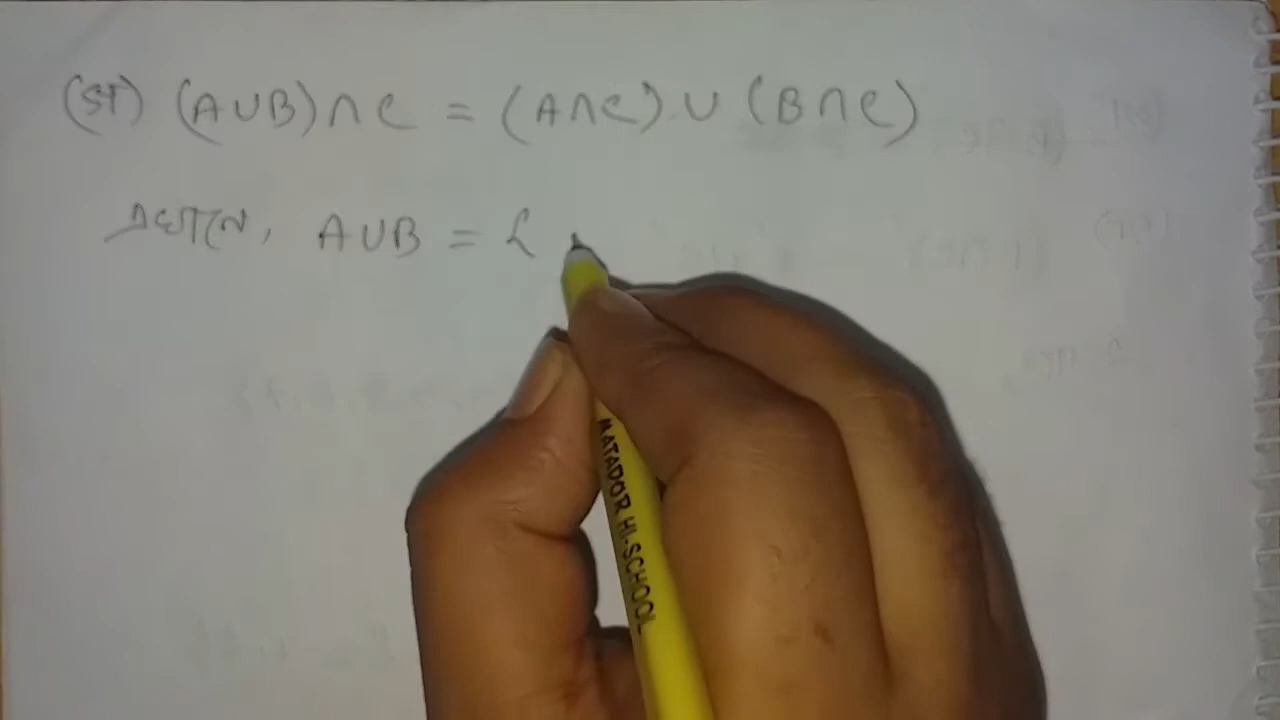 (গ) (A∪B)∩C = (A∩C) ∪ (B∩C)
এখানে, A∪B = {
MATADOR HI-SCHOOL